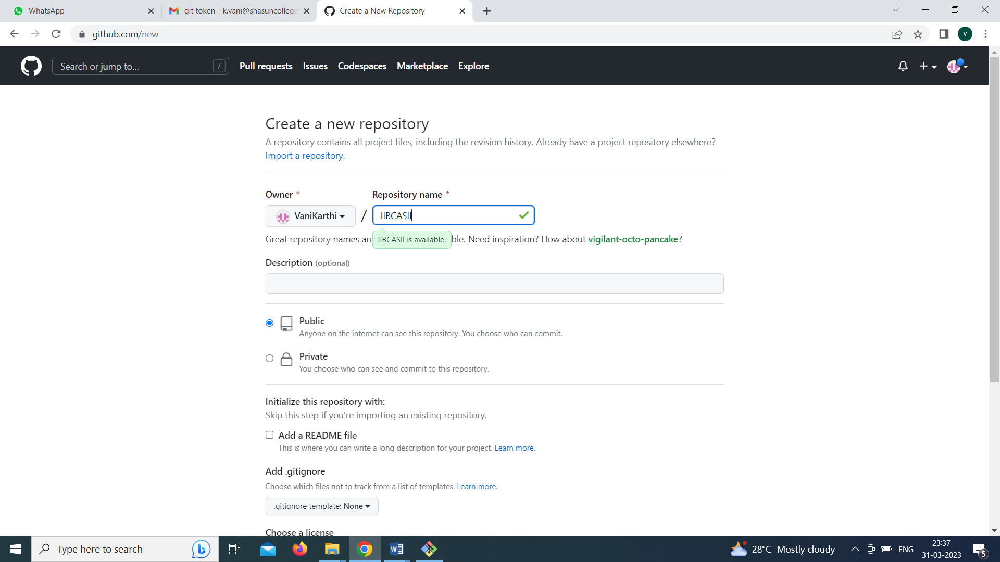 WhatsApp
git token - k.vani@shasuncollege
Create a New Repository
github.com/new
V
Search or jump to...
/
Pull requests
Issues
Codespaces
Marketplace
Explore
Create a new repository
A repository contains all project files, including the revision history. Already have a project repository elsewhere?
Import a repository.
Owner *
Repository name *
VaniKarthi
/
IIBCASII
Great repository names are
IIBCASII is available.
ble. Need inspiration? How about vigilant-octo-pancake?
Description (optional)
Public
Anyone on the internet can see this repository. You choose who can commit.
Private
You choose who can see and commit to this repository.
Initialize this repository with:
Skip this step if you’re importing an existing repository.
Add a README file
This is where you can write a long description for your project. Learn more.
Add .gitignore
Choose which files not to track from a list of templates. Learn more.
.gitignore template: None
Choose a license
Type here to search
28°C Mostly cloudy
ENG
23:37
31-03-2023
5